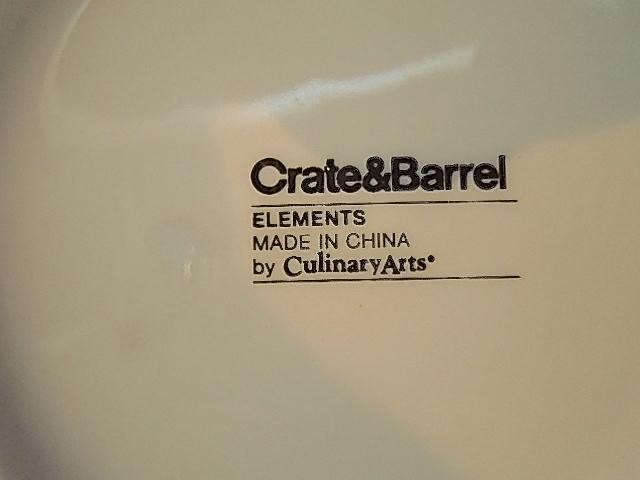 Crate&Barrel
ELEMENTS
MADE IN CHINA
by CulinaryArts®